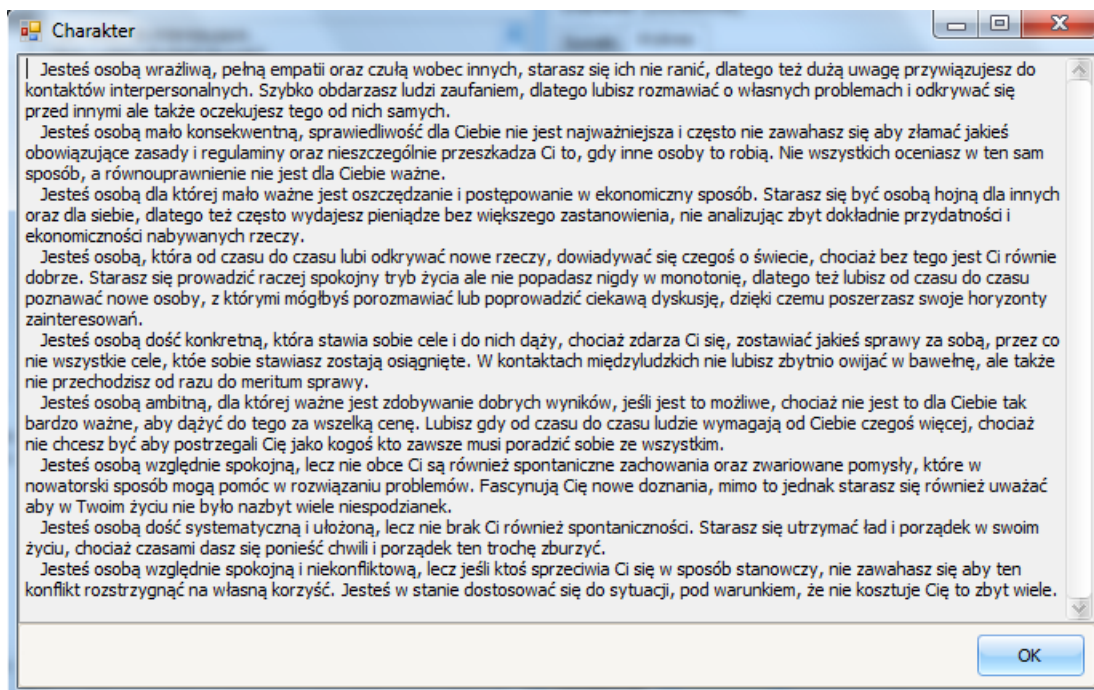 Charakter
Jesteś osobą wrażliwą, pełną empatii oraz czułą wobec innych, starasz się ich nie ranić, dlatego też dużą uwagę przywiązujesz do
kontaktów interpersonalnych. Szybko obdarzasz ludzi zaufaniem, dlatego lubisz rozmawiać o własnych problemach i odkrywać się
przed innymi ale także oczekujesz tego od nich samych.
Jesteś osobą mało konsekwentną, sprawiedliwość dla Ciebie nie jest najważniejsza i często nie zawahasz się aby złamać jakieś
obowiązujące zasady i regulaminy oraz nieszczególnie przeszkadza Ci to, gdy inne osoby to robią. Nie wszystkich oceniasz w ten sam
sposób, a równouprawnienie nie jest dla Ciebie ważne.
Jesteś osobą dla której mało ważne jest oszczędzanie i postępowanie w ekonomiczny sposób. Starasz się być osobą hojną dla innych
oraz dla siebie, dlatego też często wydajesz pieniądze bez większego zastanowienia, nie analizując zbyt dokładnie przydatności i
ekonomiczności nabywanych rzeczy.
Jesteś osobą, która od czasu do czasu lubi odkrywać nowe rzeczy, dowiadywać się czegoś o świecie, chociaż bez tego jest Ci równie
dobrze. Starasz się prowadzić raczej spokojny tryb życia ale nie popadasz nigdy w monotonię, dlatego też lubisz od czasu do czasu
poznawać nowe osoby, z którymi mógłbyś porozmawiać lub poprowadzić ciekawą dyskusję, dzięki czemu poszerzasz swoje horyzonty
zainteresowań.
Jesteś osobą dość konkretną, która stawia sobie cele i do nich dąży, chociaż zdarza Ci się, zostawiać jakieś sprawy za sobą, przez co
nie wszystkie cele, któe sobie stawiasz zostają osiągnięte. W kontaktach międzyludzkich nie lubisz zbytnio owijać w bawełnę, ale także
nie przechodzisz od razu do meritum sprawy.
Jesteś osobą ambitną, dla której ważne jest zdobywanie dobrych wyników, jeśli jest to możliwe, chociaż nie jest to dla Ciebie tak
bardzo ważne, aby dążyć do tego za wszelką cenę. Lubisz gdy od czasu do czasu ludzie wymagają od Ciebie czegoś więcej, chociaż
nie chcesz być aby postrzegali Cię jako kogoś kto zawsze musi poradzić sobie ze wszystkim.
Jesteś osobą względnie spokojną, lecz nie obce Ci są również spontaniczne zachowania oraz zwariowane pomysły, które w
nowatorski sposób mogą pomóc w rozwiązaniu problemów. Fascynują Cię nowe doznania, mimo to jednak starasz się również uważać
aby w Twoim życiu nie było nazbyt wiele niespodzianek.
Jesteś osobą dość systematyczną i ułożoną, lecz nie brak Ci również spontaniczności. Starasz się utrzymać ład i porządek w swoim
życiu, chociaż czasami dasz się ponieść chwili i porządek ten trochę zburzyć.
Jesteś osobą względnie spokojną i niekonfliktową, lecz jeśli ktoś sprzeciwia Ci się w sposób stanowczy, nie zawahasz się aby ten
konflikt rozstrzygnąć na własną korzyść. Jesteś w stanie dostosować się do sytuacji, pod warunkiem, że nie kosztuje Cię to zbyt wiele.
OK